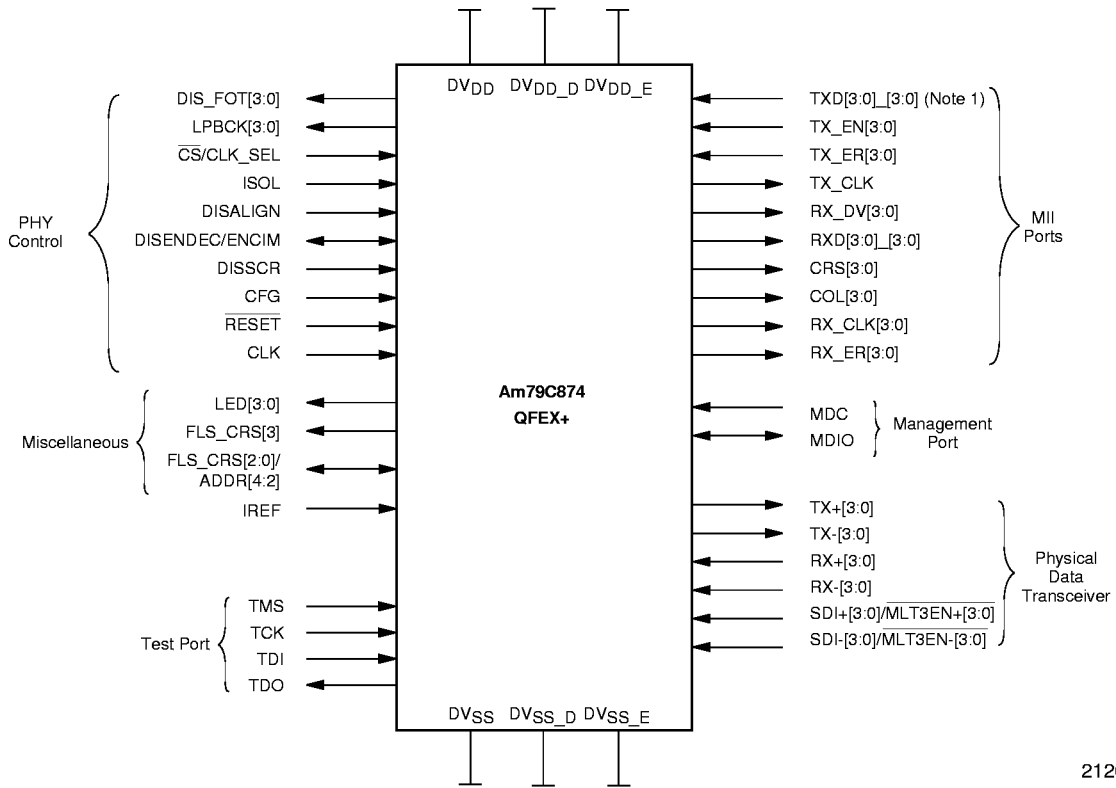 DVDD DVDD_D DVDD_E
PHY
Control
DIS_FOT[3:0]
LPBCK[3:0]
CS/CLK_SEL
ISOL
DISALIGN
DISENDEC/ENCIM
DISSCR
CFG
RESET
CLK
Miscellaneous
LED[3:0]
FLS_CRS[3]
FLS_CRS[2:0]/
ADDR[4:2]
IREF
Test Port
TMS
TCK
TDI
TDO
Am79C874
QFEX+
TXD[3:0]_[3:0] (Note 1)
TX_EN[3:0]
TX_ER[3:0]
TX_CLK
RX_DV[3:0]
RXD[3:0]_[3:0]
CRS[3:0]
COL[3:0]
RX_CLK[3:0]
RX_ER[3:0]
MII
Ports
MDC
MDIO
Management
Port
TX+[3:0]
TX-[3:0]
RX+[3:0]
RX-[3:0]
SDI+[3:0]/MLT3EN+[3:0]
SDI-[3:0]/MLT3EN-[3:0]
Physical
Data
Transceiver
DVSS DVSS_D DVSS_E